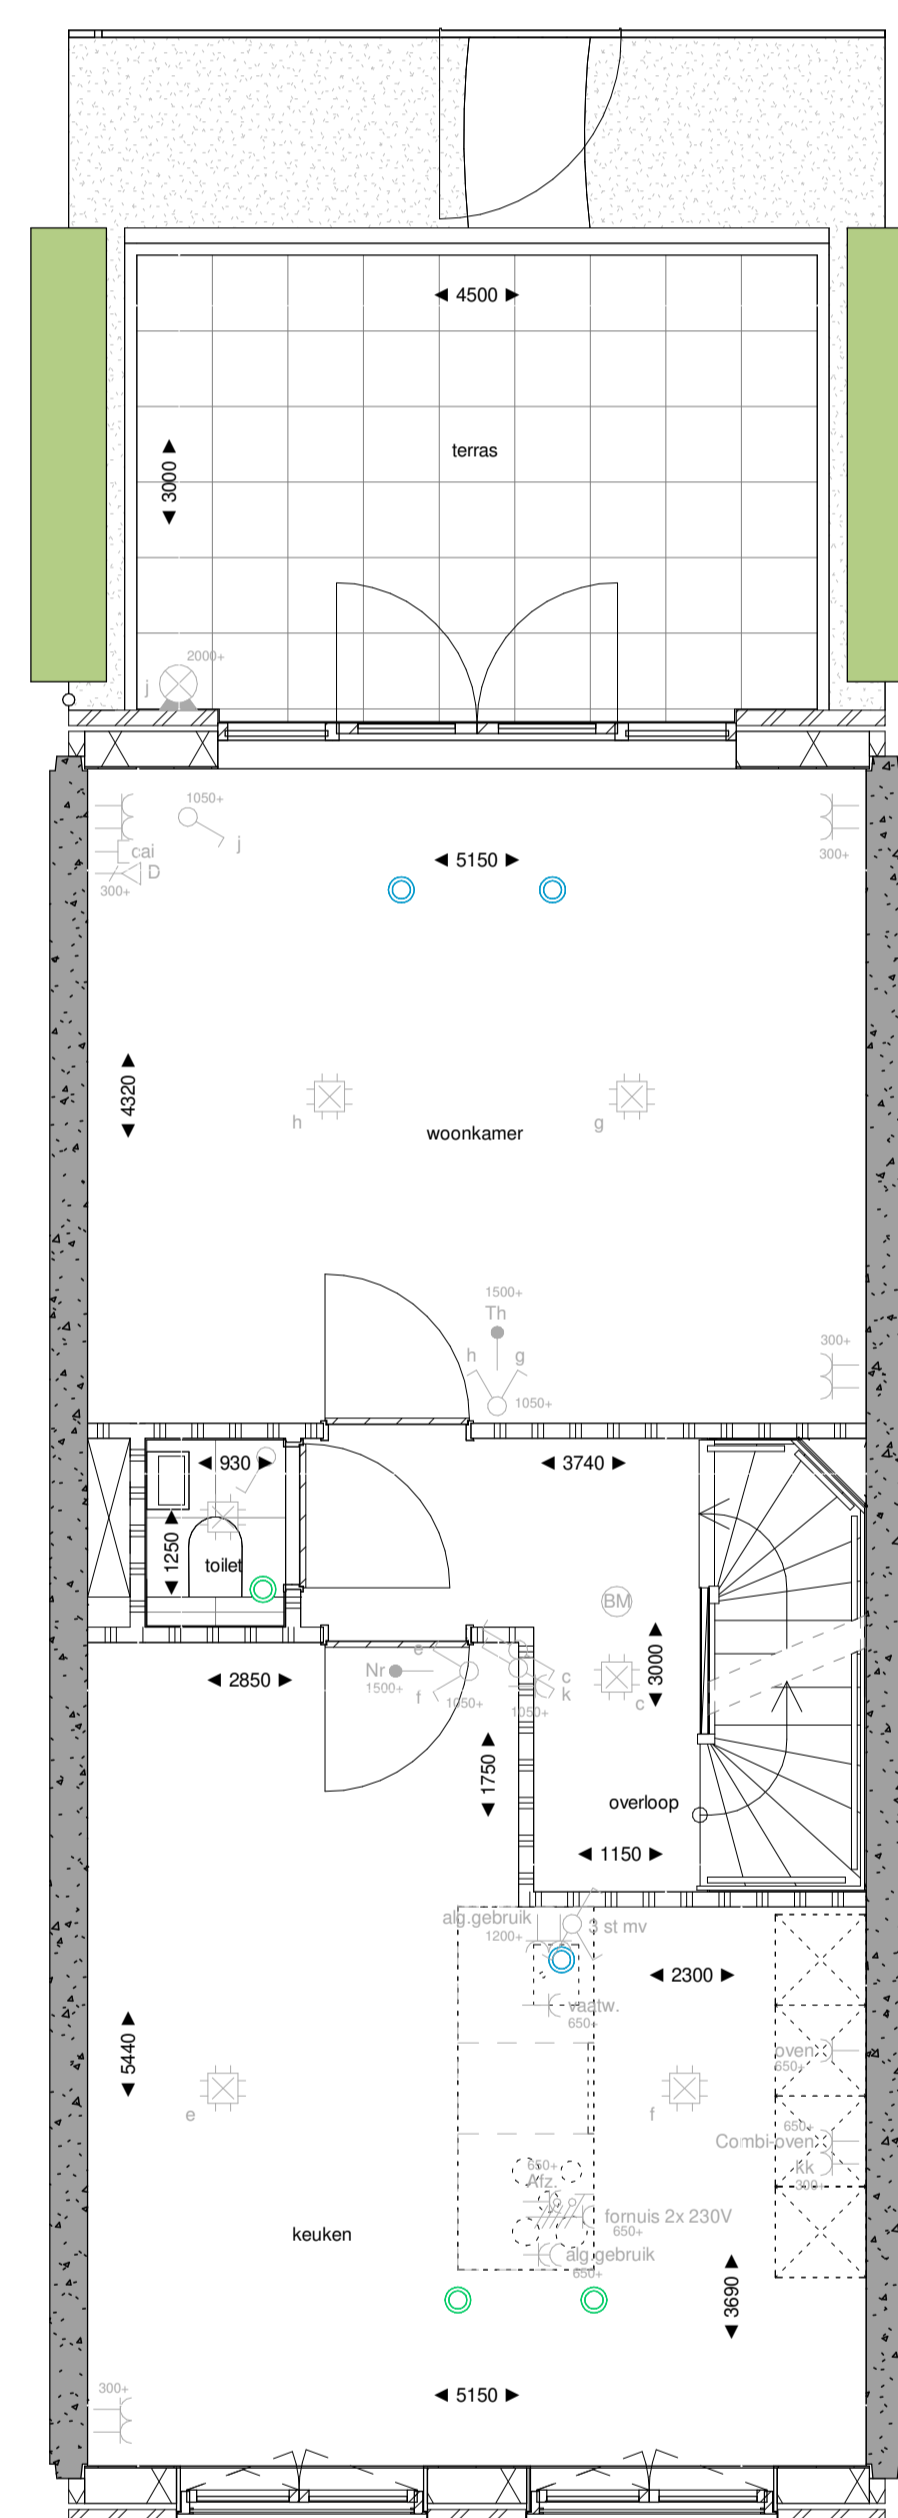 4500
3000
terras
2000+
j
1050+
j
cai
D
300+
300+
5150
4320
h
g
woonkamer
1500+
Th
h
g
1050+
300+
930
3740
1250
toilet
BM
2850
e
Nr
1500+
f
1050+
c
k
1050+
c
3000
1750
overloop
1150
alg.gebruik
1200+
3 st mv
2300
vaatw.
650+
5440
oven
650+
e
f
650+
Combi-oven
kk
300+
650+
Afz.
fornuis 2x 230V
650+
keuken
alg.gebruik
650+
3690
300+
5150